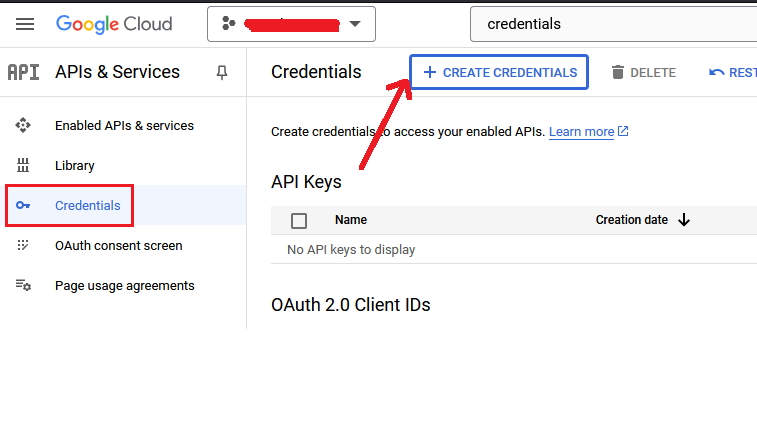 Google Cloud
credentials
API APIs & Services
Credentials
+ CREATE CREDENTIALS
DELETE
REST
Enabled APIs & services
Library
Credentials
OAuth consent screen
Page usage agreements
Create credentials to access your enabled APIs. Learn more
API Keys
Name
Creation date
No API keys to display
OAuth 2.0 Client IDs